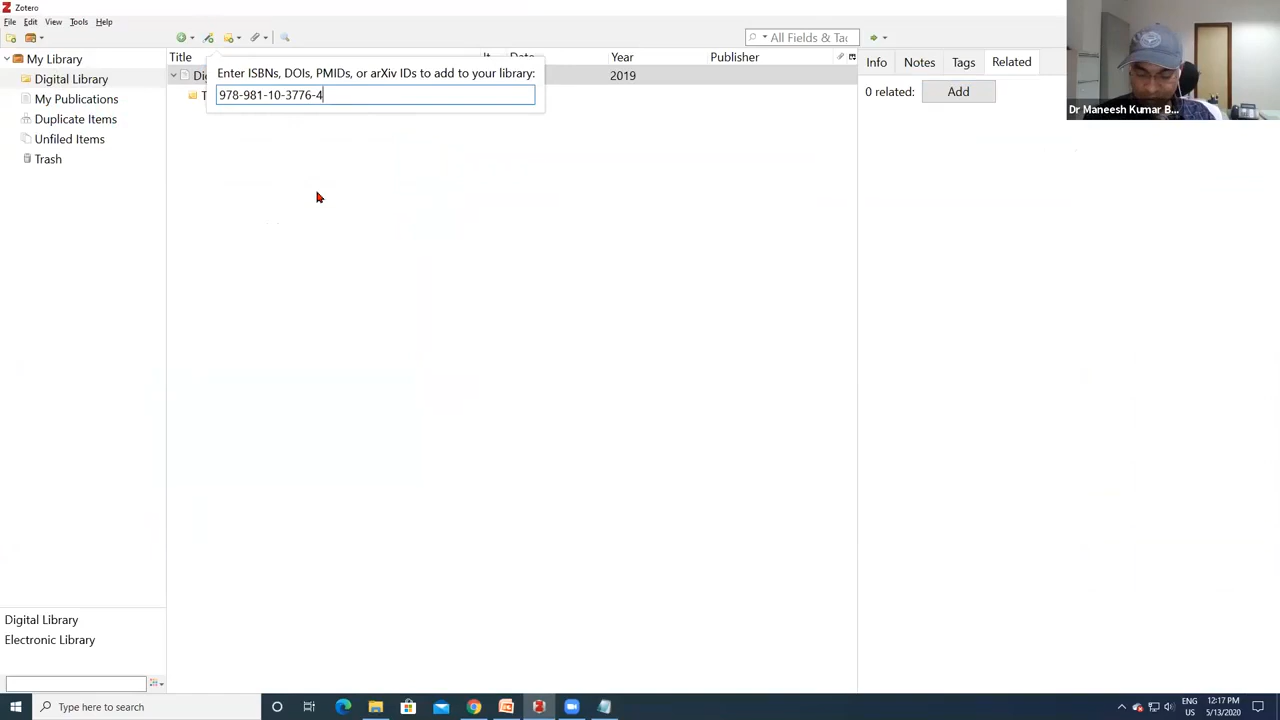 Zotero
File Edit View Tools Help
All Fields & Tag
My Library
Digital Library
My Publications
Duplicate Items
Unfiled Items
Trash
Title
Date Year Publisher
2019
Enter ISBNs, DOIs, PMIDs, or arXiv IDs to add to your library:
978-981-10-3776-4
Info Notes Tags Related
0 related: Add
Dr Maneesh Kumar B...
Digital Library
Electronic Library
Type here to search
ENG
US
12:17 PM
5/13/2020